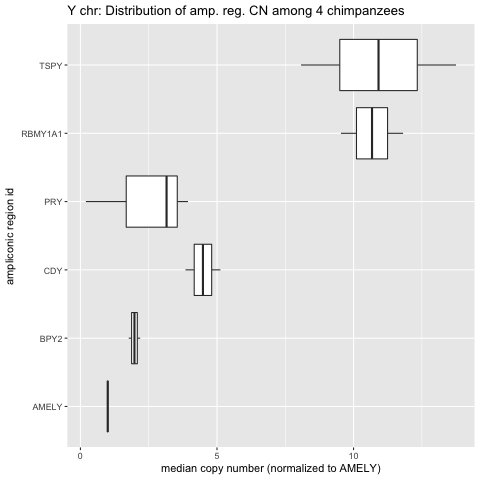 Y chr: Distribution of amp. reg. CN among 4 chimpanzees
ampliconic region id
TSPY
RBMY1A1
PRY
CDY
BPY2
AMELY
0 5 10
median copy number (normalized to AMELY)